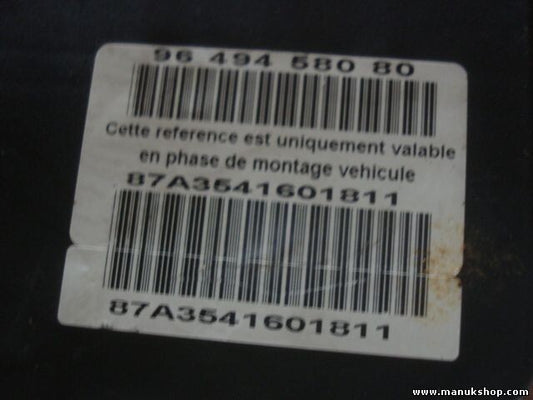 96 494 580 80
Cette reference est uniquement valable
en phase de montage vehicule
87A3541601811
87A3541601811
www.manukshop.com